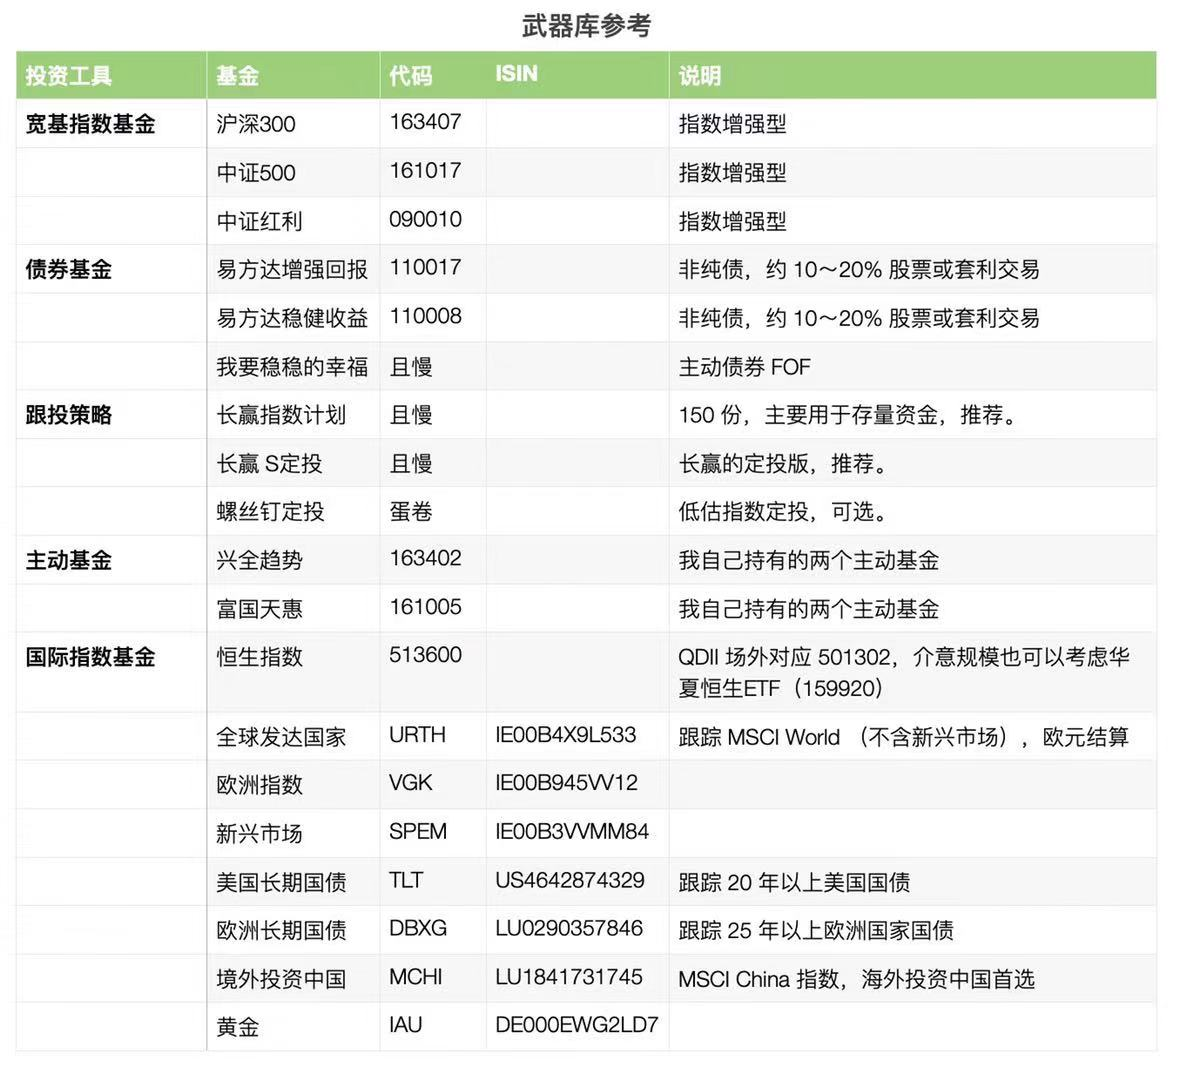 武器库参考
投资工具 基金 代码 ISIN 说明
宽基指数基金 沪深300 163407 指数增强型
中证500 161017 指数增强型
中证红利 090010 指数增强型
债券基金 易方达增强回报 110017 非纯债，约 10～20% 股票或套利交易
易方达稳健收益 110008 非纯债，约 10～20% 股票或套利交易
我要稳稳的幸福 且慢 主动债券 FOF
跟投策略 长赢指数计划 且慢 150 份，主要用于存量资金，推荐。
长赢 S定投 且慢 长赢的定投版，推荐。
螺丝钉定投 蛋卷 低估指数定投，可选。
主动基金 兴全趋势 163402 我自己持有的两个主动基金
富国天惠 161005 我自己持有的两个主动基金
国际指数基金 恒生指数 513600 QDII 场外对应 501302，介意规模也可以考虑华
夏恒生ETF（159920）
全球发达国家 URTH IE00B4X9L533 跟踪 MSCI World （不含新兴市场），欧元结算
欧洲指数 VGK IE00B945VV12
新兴市场 SPEM IE00B3VVMM84
美国长期国债 TLT US4642874329 跟踪 20 年以上美国国债
欧洲长期国债 DBXG LU0290357846 跟踪 25 年以上欧洲国家国债
境外投资中国 MCHI LU1841731745 MSCI China 指数，海外投资中国首选
黄金 IAU DE000EWG2LD7